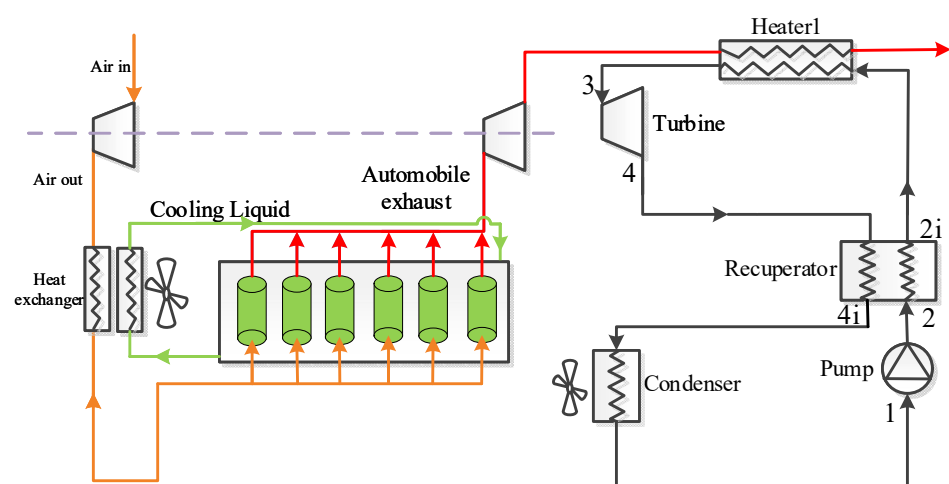 Heater1
Air in
3
Turbine
Air out
Automobile
exhaust
4
Cooling Liquid
2i
Recuperator
Heat
exchanger
4i
2
Pump
Condenser
1